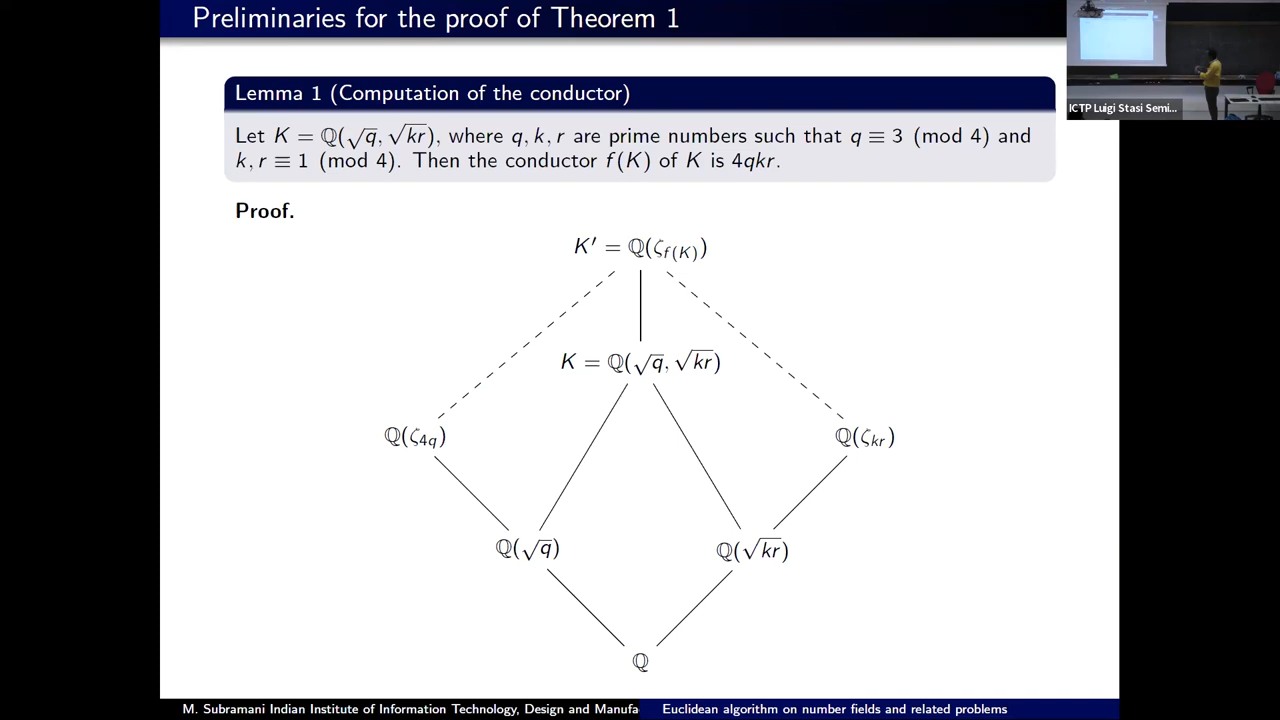 Preliminaries for the proof of Theorem 1
ICTP Luigi Stasi Semi...
Lemma 1 (Computation of the conductor)
Let K = ℚ(√q, √kr), where q, k, r are prime numbers such that q ≡ 3 (mod 4) and
k, r ≡ 1 (mod 4). Then the conductor f(K) of K is 4qkr.
Proof.
K′ = ℚ(ζ_{f(K)})
K = ℚ(√q, √kr)
ℚ(ζ_{4q}) ℚ(ζ_{kr})
ℚ(√q) ℚ(√kr)
ℚ
M. Subramani Indian Institute of Information Technology, Design and Manufa Euclidean algorithm on number fields and related problems